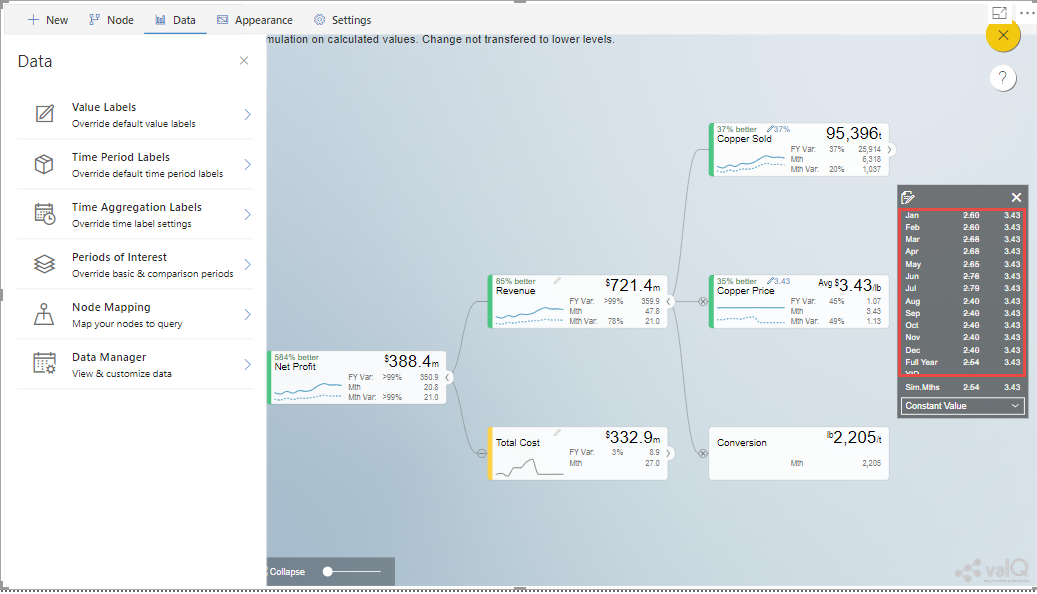 New
Node
Data
Appearance
Settings
mulation on calculated values. Change not transfered to lower levels.
Data
Value Labels
Override default value labels
Time Period Labels
Override default time period labels
Time Aggregation Labels
Override time label settings
Periods of Interest
Override basic & comparison periods
Node Mapping
Map your nodes to query
Data Manager
View & customize data
?
37% better 37%
Copper Sold 95,396t
FY Var: 37% 25,914
Mth 6,318
Mth Var: 20% 1,037
85% better
Revenue $721.4m
FY Var: >99% 359.9
Mth 47.8
Mth Var: 78% 21.0
35% better 3.43
Copper Price Avg $3.43/lb
FY Var: 45% 1.07
Mth 3.43
Mth Var: 49% 1.13
584% better
Net Profit $388.4m
FY Var: >99% 350.9
Mth 20.8
Mth Var: >99% 21.0
Total Cost $332.9m
FY Var: 3% 8.9
Mth 27.0
Conversion lb2,205/t
Mth 2,205
Jan 2.60 3.43
Feb 2.60 3.43
Mar 2.68 3.43
Apr 2.68 3.43
May 2.65 3.43
Jun 2.76 3.43
Jul 2.79 3.43
Aug 2.40 3.43
Sep 2.40 3.43
Oct 2.40 3.43
Nov 2.40 3.43
Dec 2.40 3.43
Full Year 2.54 3.43
Sim.Mths 2.54 3.43
Constant Value
Collapse
valQ